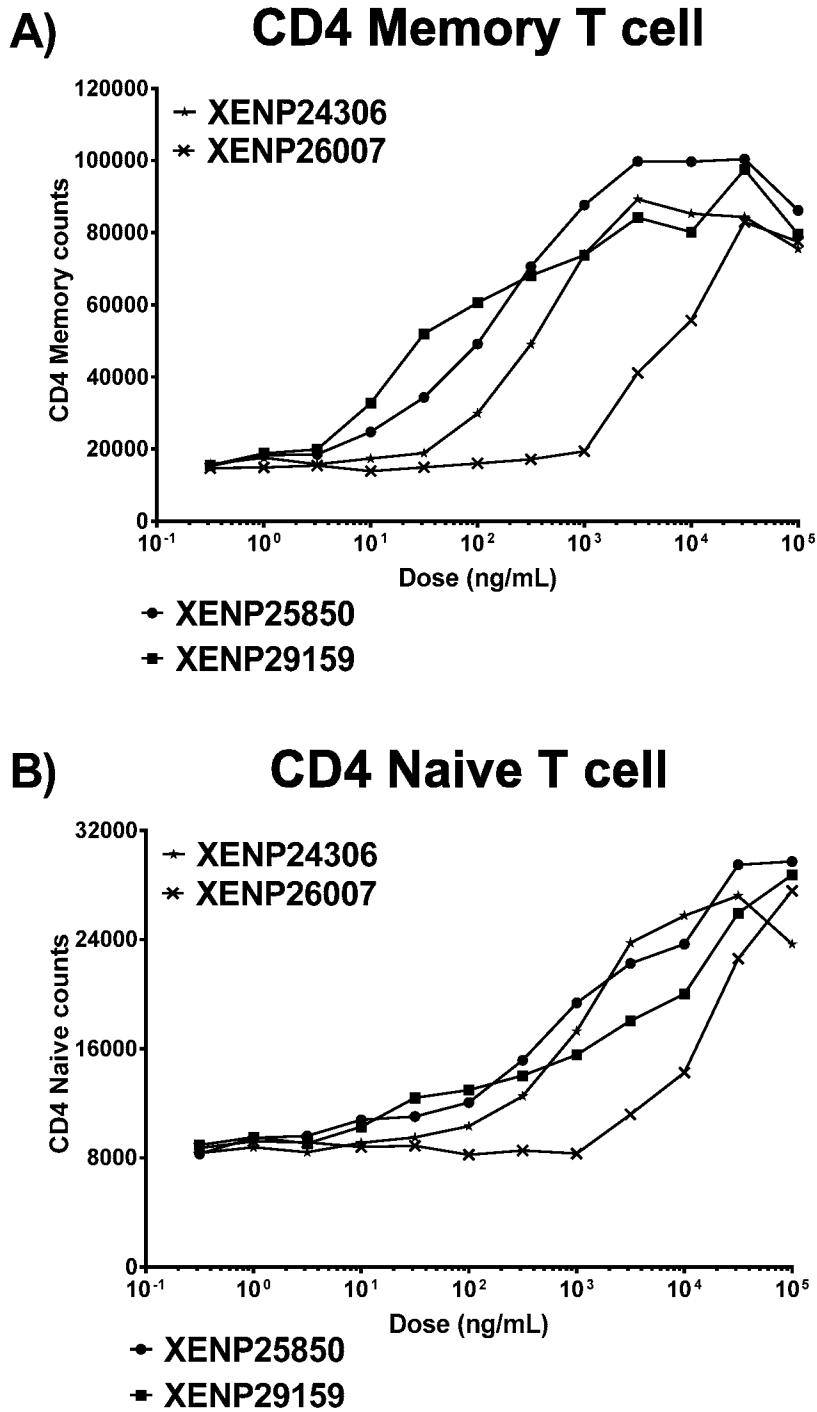 A) CD4 Memory T cell
120000
XENP24306
XENP26007
100000
80000
60000
40000
20000
0
CD4 Memory counts
10-1 100 101 102 103 104 105
Dose (ng/mL)
XENP25850
XENP29159
B) CD4 Naive T cell
32000
XENP24306
XENP26007
24000
16000
8000
0
CD4 Naive counts
10-1 100 101 102 103 104 105
Dose (ng/mL)
XENP25850
XENP29159